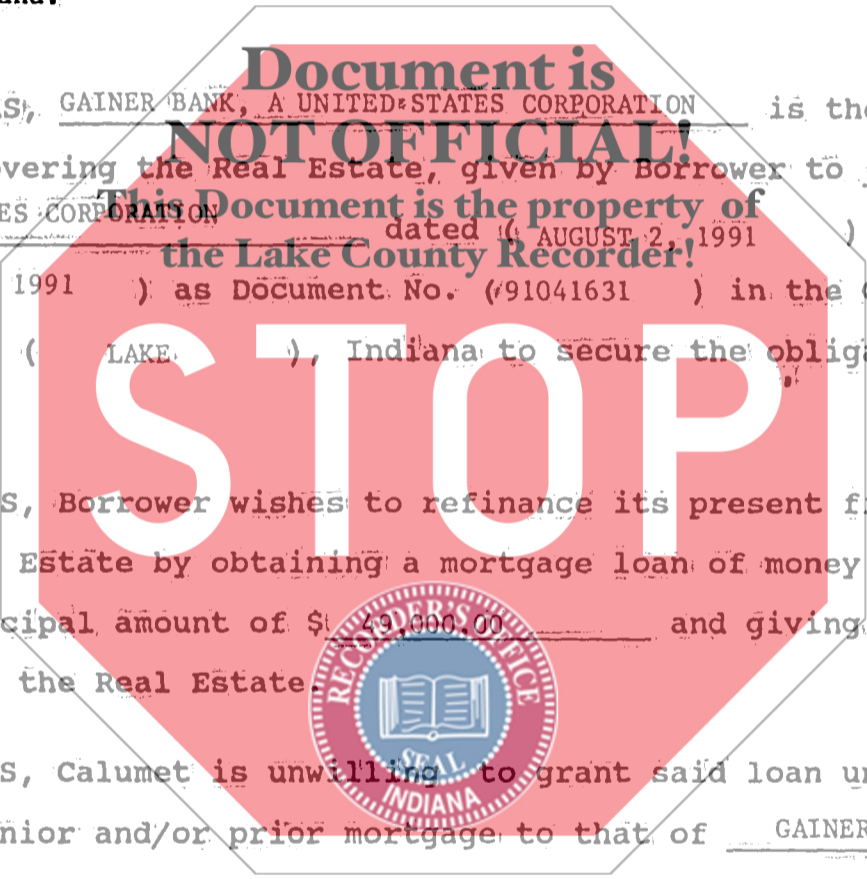 Document is
S, GAINER BANK, A UNITED STATES CORPORATION is the
NOT OFFICIAL!
vering the Real Estate, given by Borrower to
This Document is the property of
ES CORPORATION dated ( AUGUST 2, 1991 )
the Lake County Recorder!
1991 ) as Document No. (91041631 ) in the
( LAKE ), Indiana to secure the obliga
STOP
S, Borrower wishes to refinance its present fi
Estate by obtaining a mortgage loan of money
cipal amount of $ 49,000.00 and giving
the Real Estate.
RECORDER'S OFFICE
SEAL
INDIANA
S, Calumet is unwilling to grant said loan un
nior and/or prior mortgage to that of GAINER